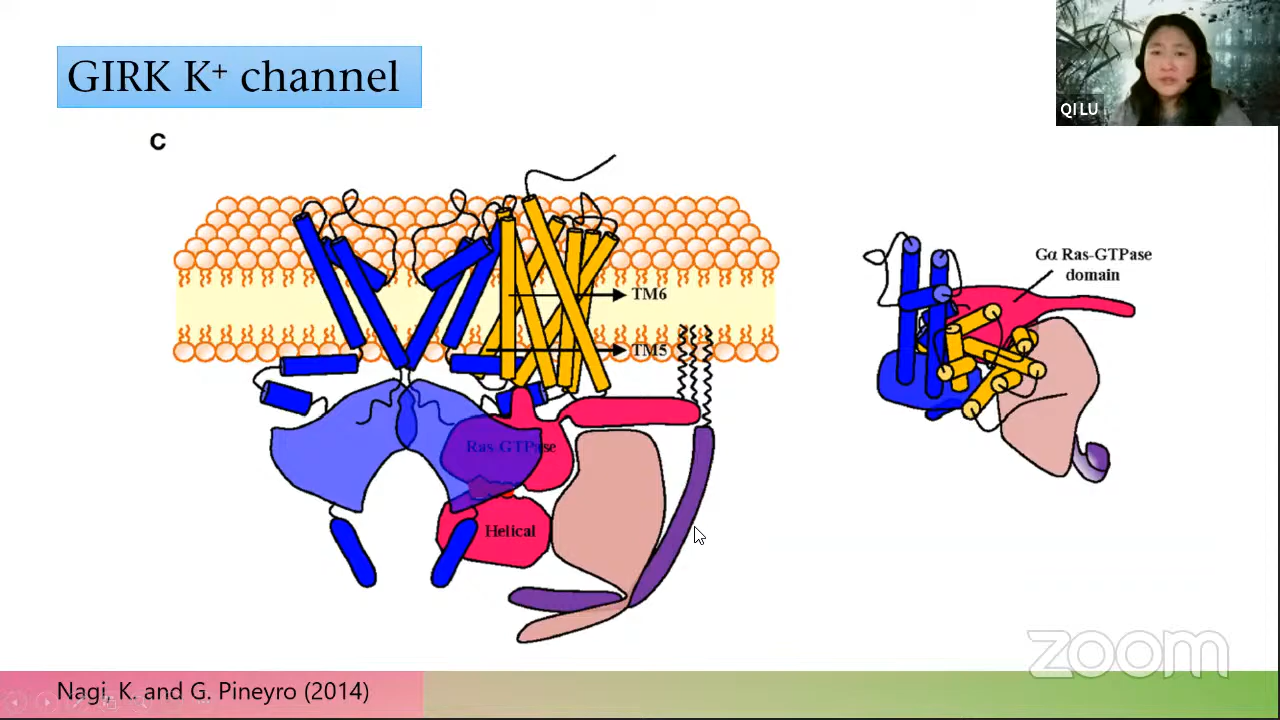 GIRK K⁺ channel
QI LU
C
Gα Ras-GTPase
domain
TM6
TM5
Ras-GTPase
Helical
zoom
Nagi, K. and G. Pineyro (2014)